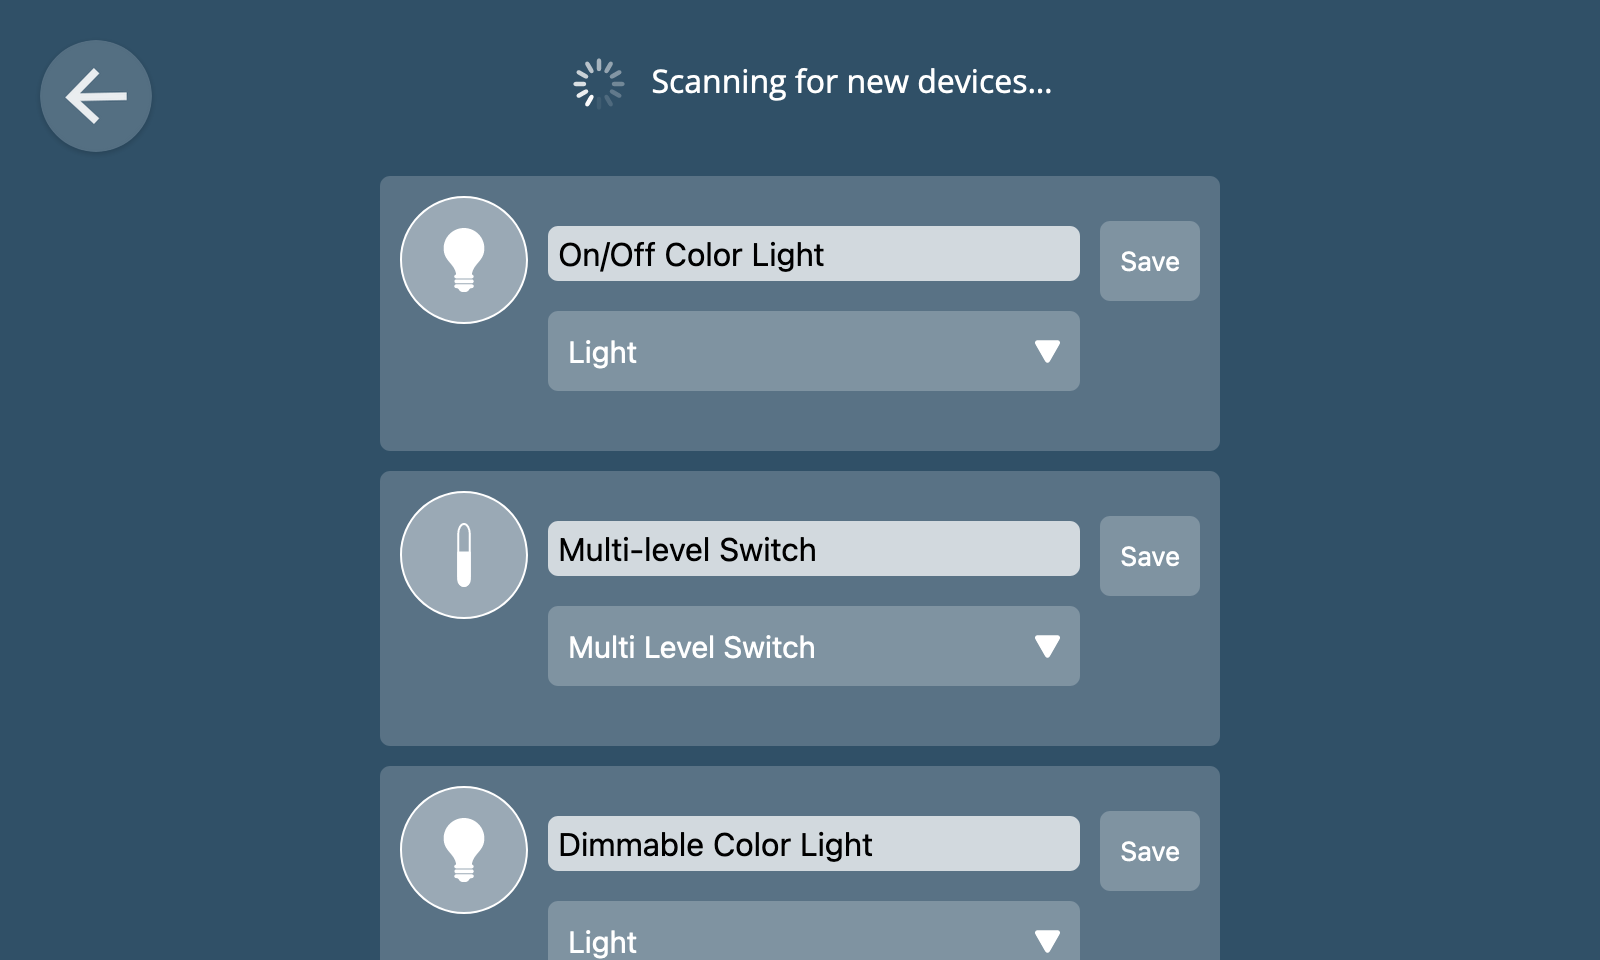 Scanning for new devices...
On/Off Color Light
Save
Light
Multi-level Switch
Save
Multi Level Switch
Dimmable Color Light
Save
Light